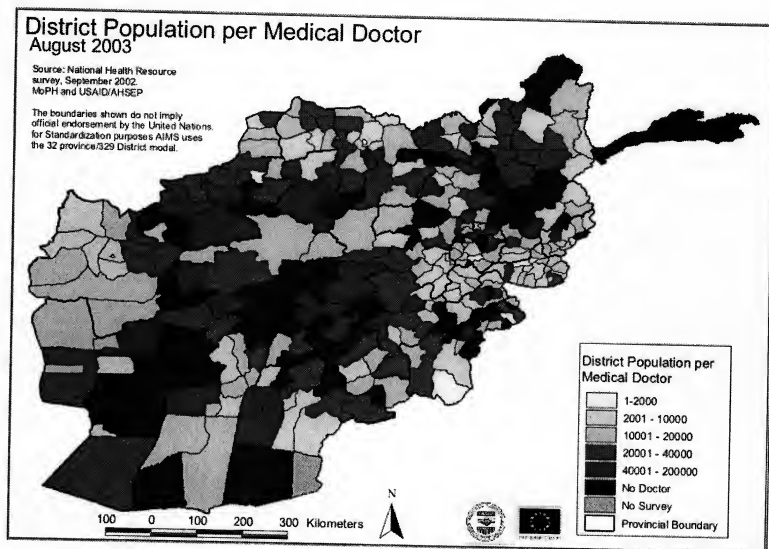 District Population per Medical Doctor
August 2003
Source: National Health Resource
survey, September 2002.
MoPH and USAID/AHSEP
The boundaries shown do not imply
official endorsement by the United Nations.
for Standardization purposes AIMS uses
the 32 province/329 District modal.
District Population per
Medical Doctor
1-2000
2001 - 10000
10001 - 20000
20001 - 40000
40001 - 200000
No Doctor
No Survey
Provincial Boundary
N
100 0 100 200 300 Kilometers